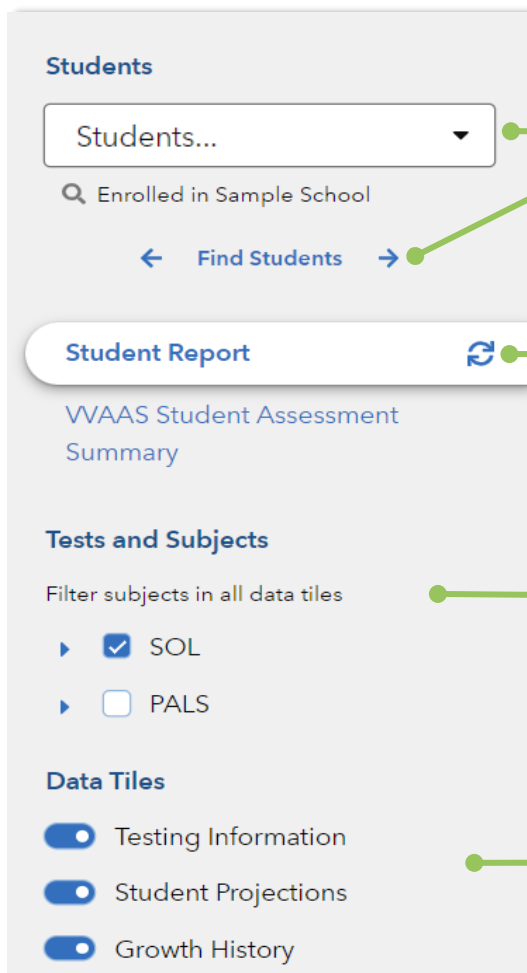 Students
Students...
Enrolled in Sample School
Find Students
Student Report
VVAAS Student Assessment
Summary
Tests and Subjects
Filter subjects in all data tiles
SOL
PALS
Data Tiles
Testing Information
Student Projections
Growth History